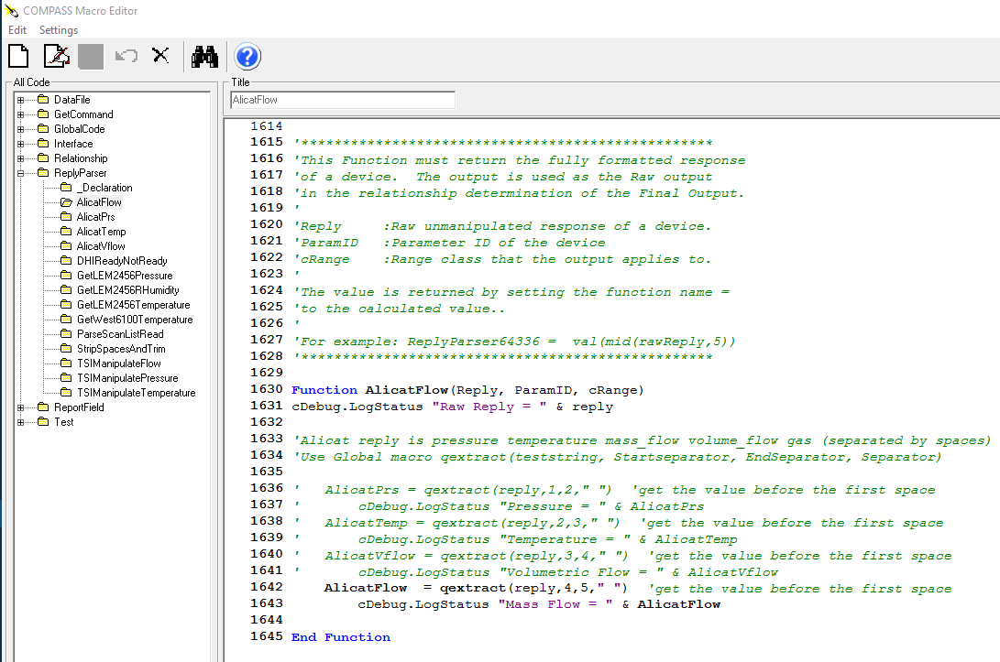 COMPASS Macro Editor
Edit Settings
All Code
DataFile
GetCommand
GlobalCode
Interface
Relationship
ReplyParser
_Declaration
AlicatFlow
AlicatPrs
AlicatTemp
AlicatVflow
DHIReadyNotReady
GetLEM2456Pressure
GetLEM2456RHumidity
GetLEM2456Temperature
GetWest6100Temperature
ParseScanListRead
StripSpacesAndTrim
TSIManipulateFlow
TSIManipulatePressure
TSIManipulateTemperature
ReportField
Test
Title
AlicatFlow
1614
1615 '**************************************************
1616 'This Function must return the fully formatted response
1617 'of a device.  The output is used as the Raw output
1618 'in the relationship determination of the Final Output.
1619 '
1620 'Reply     :Raw unmanipulated response of a device.
1621 'ParamID   :Parameter ID of the device
1622 'cRange    :Range class that the output applies to.
1623 '
1624 'The value is returned by setting the function name =
1625 'to the calculated value..
1626 '
1627 'For example: ReplyParser64336 =  val(mid(rawReply,5))
1628 '**************************************************
1629
1630 Function AlicatFlow(Reply, ParamID, cRange)
1631 cDebug.LogStatus "Raw Reply = " & reply
1632
1633 'Alicat reply is pressure temperature mass_flow volume_flow gas (separated by spaces)
1634 'Use Global macro qextract(teststring, Startseparator, EndSeparator, Separator)
1635
1636 '   AlicatPrs = qextract(reply,1,2," ")  'get the value before the first space
1637 '       cDebug.LogStatus "Pressure = " & AlicatPrs
1638 '   AlicatTemp = qextract(reply,2,3," ")  'get the value before the first space
1639 '       cDebug.LogStatus "Temperature = " & AlicatTemp
1640 '   AlicatVflow = qextract(reply,3,4," ")  'get the value before the first space
1641 '       cDebug.LogStatus "Volumetric Flow = " & AlicatVflow
1642     AlicatFlow  = qextract(reply,4,5," ")  'get the value before the first space
1643         cDebug.LogStatus "Mass Flow = " & AlicatFlow
1644
1645 End Function